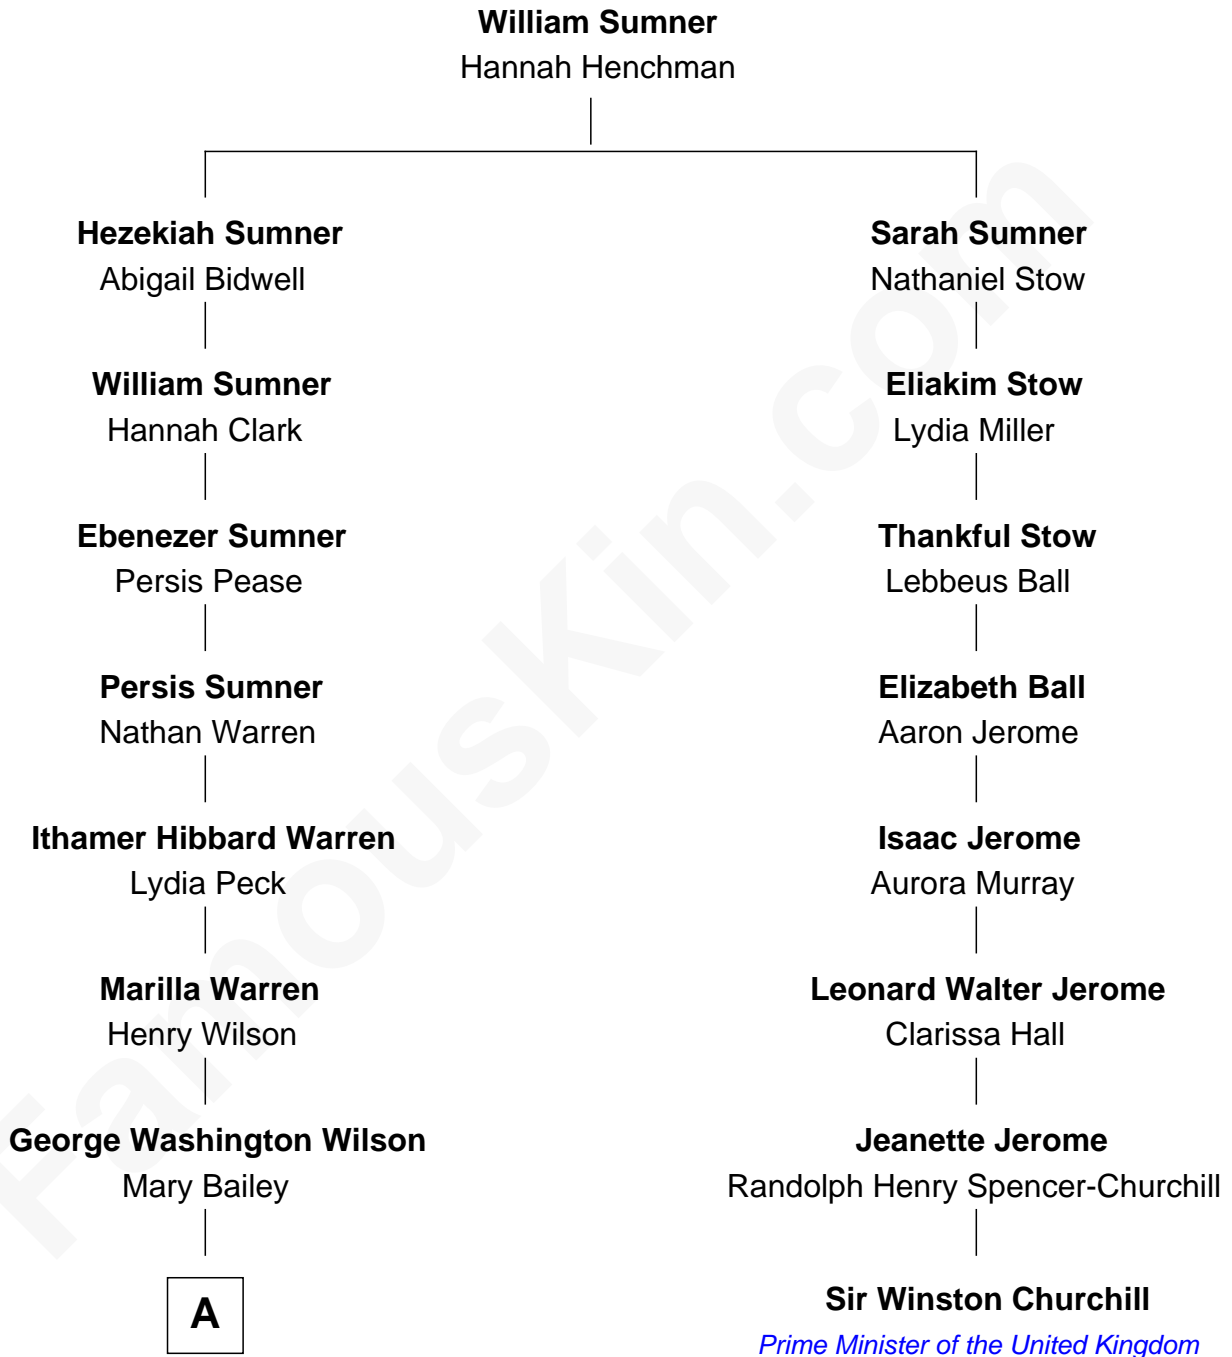 William Sumner
Hannah Henchman
Hezekiah Sumner
Abigail Bidwell
Sarah Sumner
Nathaniel Stow
William Sumner
Hannah Clark
Eliakim Stow
Lydia Miller
Ebenezer Sumner
Persis Pease
Thankful Stow
Lebbeus Ball
Persis Sumner
Nathan Warren
Elizabeth Ball
Aaron Jerome
Ithamer Hibbard Warren
Lydia Peck
Isaac Jerome
Aurora Murray
Marilla Warren
Henry Wilson
Leonard Walter Jerome
Clarissa Hall
George Washington Wilson
Mary Bailey
Jeanette Jerome
Randolph Henry Spencer-Churchill
A
Sir Winston Churchill
Prime Minister of the United Kingdom
FamousKin.com